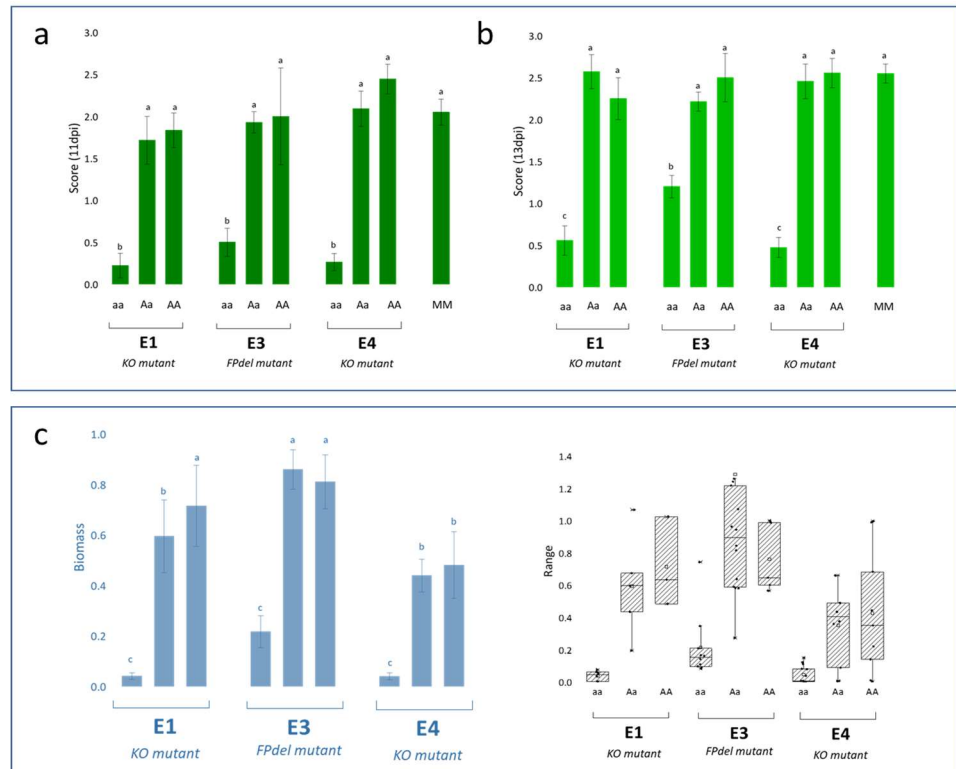 a
Score (11dpi)
3.0
2.5
2.0
1.5
1.0
0.5
0.0
b a a
b a a
b a a
a
aa Aa AA
aa Aa AA
aa Aa AA
MM
E1 E3 E4
KO mutant FPdel mutant KO mutant
b
Score (13dpi)
3.0
2.5
2.0
1.5
1.0
0.5
0.0
c a a
b a a
c a a
a
aa Aa AA
aa Aa AA
aa Aa AA
MM
E1 E3 E4
KO mutant FPdel mutant KO mutant
c
Biomass
1.0
0.8
0.6
0.4
0.2
0.0
c b a
c a a
c b b
E1 E3 E4
KO mutant FPdel mutant KO mutant
Range
1.4
1.2
1.0
0.8
0.6
0.4
0.2
0.0
aa Aa AA
aa Aa AA
aa Aa AA
E1 E3 E4
KO mutant FPdel mutant KO mutant